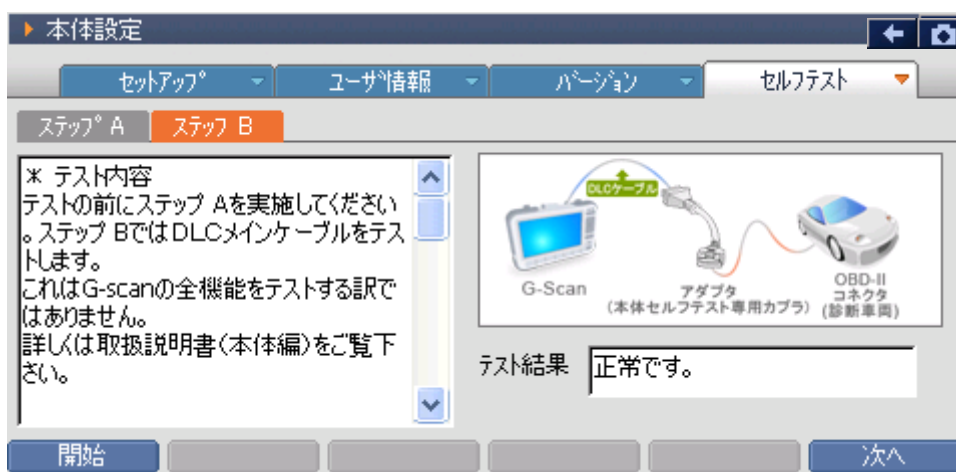 本体設定
セットアップ ユーザ情報 バージョン セルフテスト
ステップ A ステップ B
* テスト内容
テストの前にステップ Aを実施してください
。ステップ BではDLCメインケーブルをテス
トします。
これはG-scanの全機能をテストする訳で
はありません。
詳しくは取扱説明書(本体編)をご覧下
さい。
DLCケーブル
G-Scan
アダプタ
(本体セルフテスト専用カプラ)
OBD-II
コネクタ
(診断車両)
テスト結果 正常です。
開始 次へ